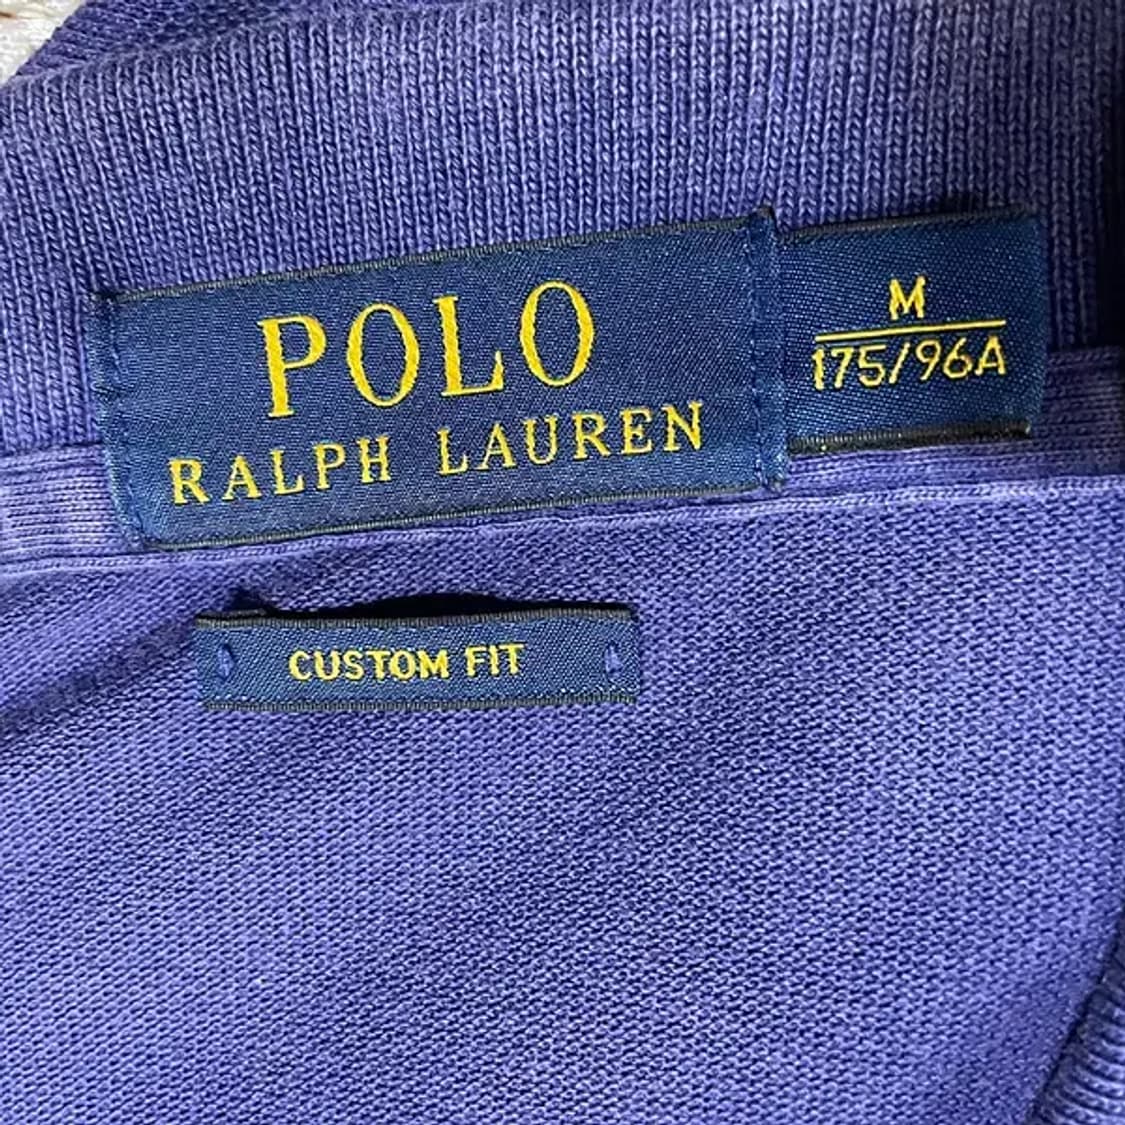 POLO
RALPH LAUREN
M
175/96A
CUSTOM FIT